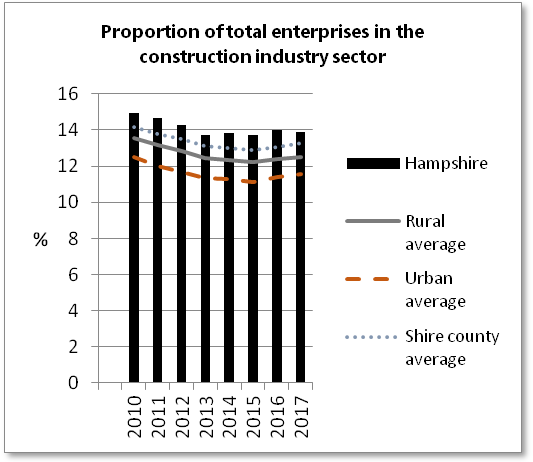 Proportion of total enterprises in the
construction industry sector
16
14
12
10
8
6
4
2
0
%
2010
2011
2012
2013
2014
2015
2016
2017
Hampshire
Rural
average
Urban
average
Shire county
average